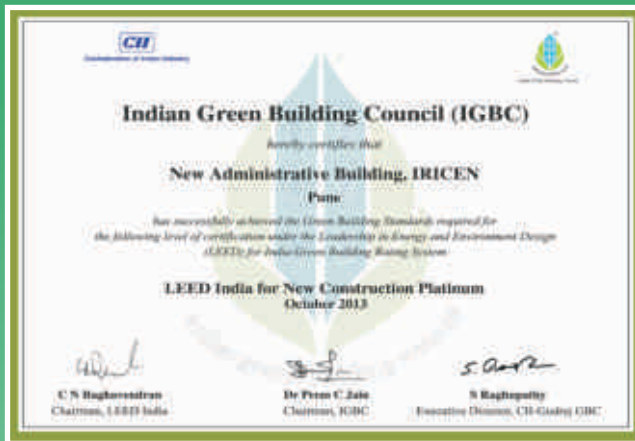 CII
Confederation of Indian Industry
Indian Green Building Council (IGBC)
hereby certifies that
New Administrative Building, IRICEN
Pune
has successfully achieved the Green Building Standards required for
the following level of certification under the Leadership in Energy and Environment Design
(LEED) for India Green Building Rating System
LEED India for New Construction Platinum
October 2013
C N Raghavendran
Chairman, LEED India
Dr Prem C Jain
Chairman, IGBC
S Raghupathy
Executive Director, CII-Godrej GBC